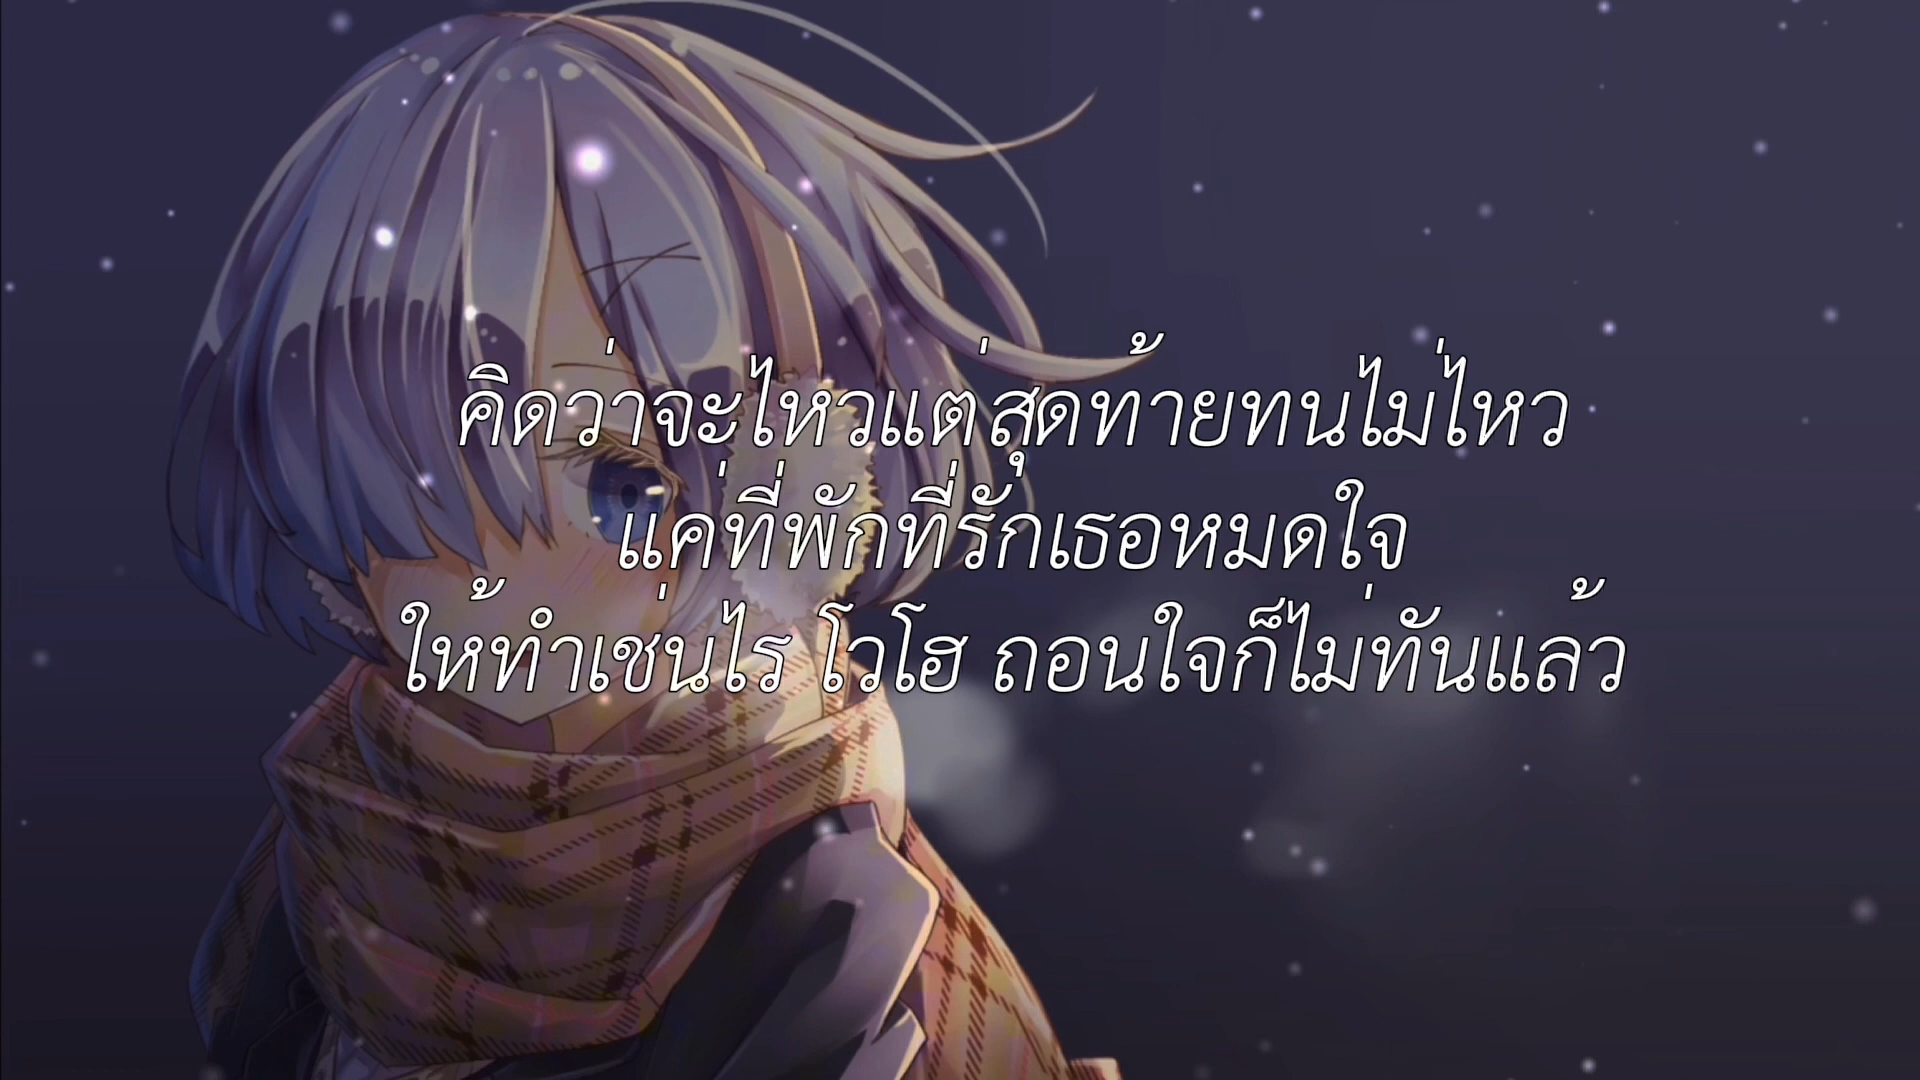 คิดว่าจะไหวแต่สุดท้ายทนไม่ไหว
แค่ที่พักที่รักเธอหมดใจ
ให้ทำเช่นไร โวโฮ ถอนใจก็ไม่ทันแล้ว